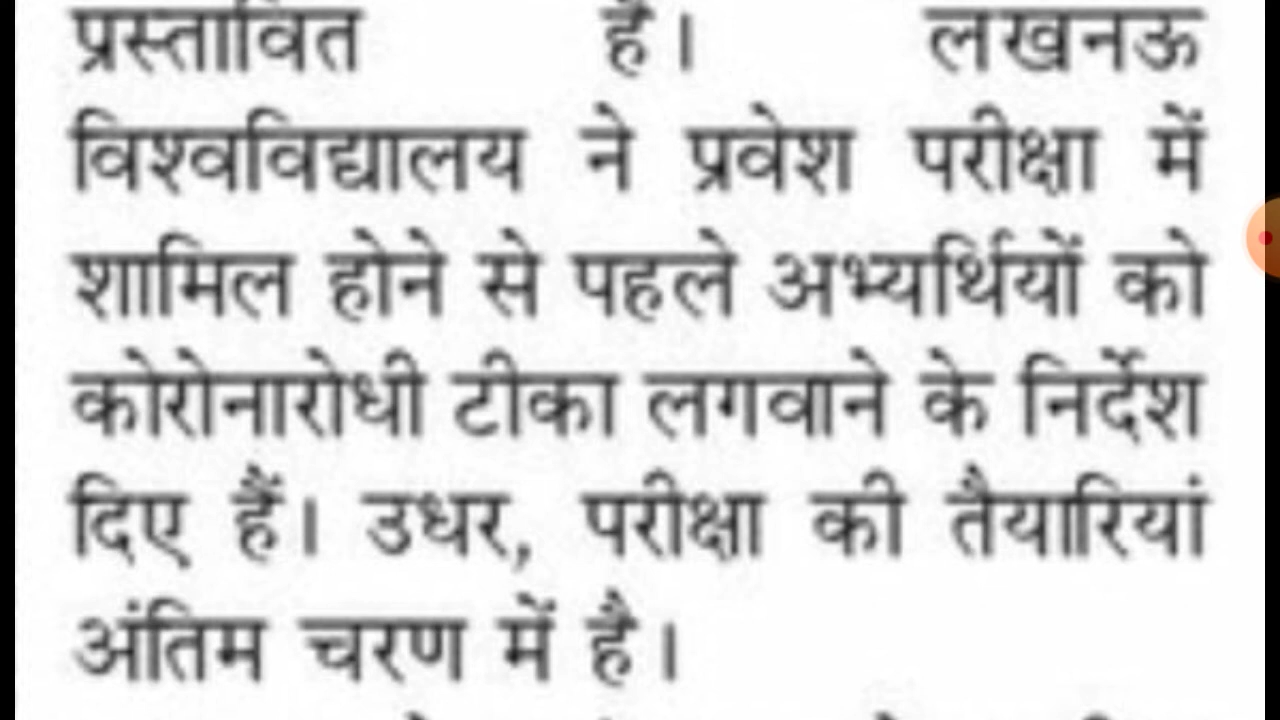 प्रस्तावित है। लखनऊ
विश्वविद्यालय ने प्रवेश परीक्षा में
शामिल होने से पहले अभ्यर्थियों को
कोरोनारोधी टीका लगवाने के निर्देश
दिए हैं। उधर, परीक्षा की तैयारियां
अंतिम चरण में है।